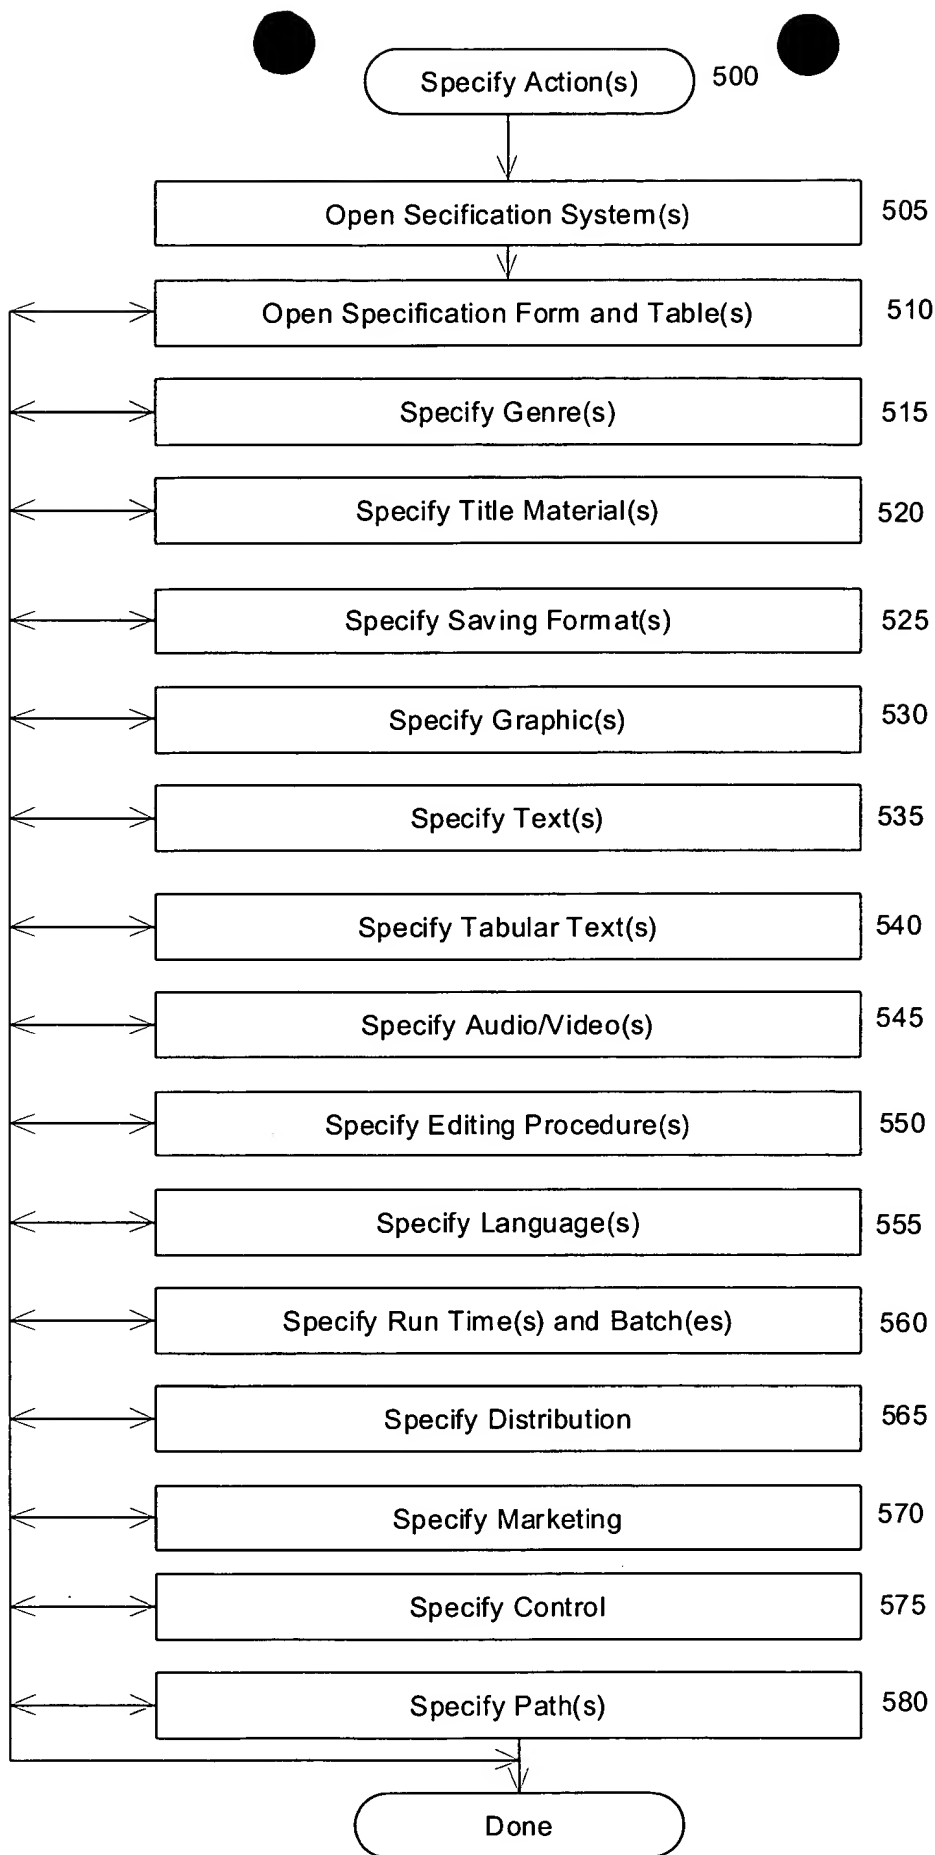 Specify Action(s) 500
Open Secification System(s) 505
Open Specification Form and Table(s) 510
Specify Genre(s) 515
Specify Title Material(s) 520
Specify Saving Format(s) 525
Specify Graphic(s) 530
Specify Text(s) 535
Specify Tabular Text(s) 540
Specify Audio/Video(s) 545
Specify Editing Procedure(s) 550
Specify Language(s) 555
Specify Run Time(s) and Batch(es) 560
Specify Distribution 565
Specify Marketing 570
Specify Control 575
Specify Path(s) 580
Done